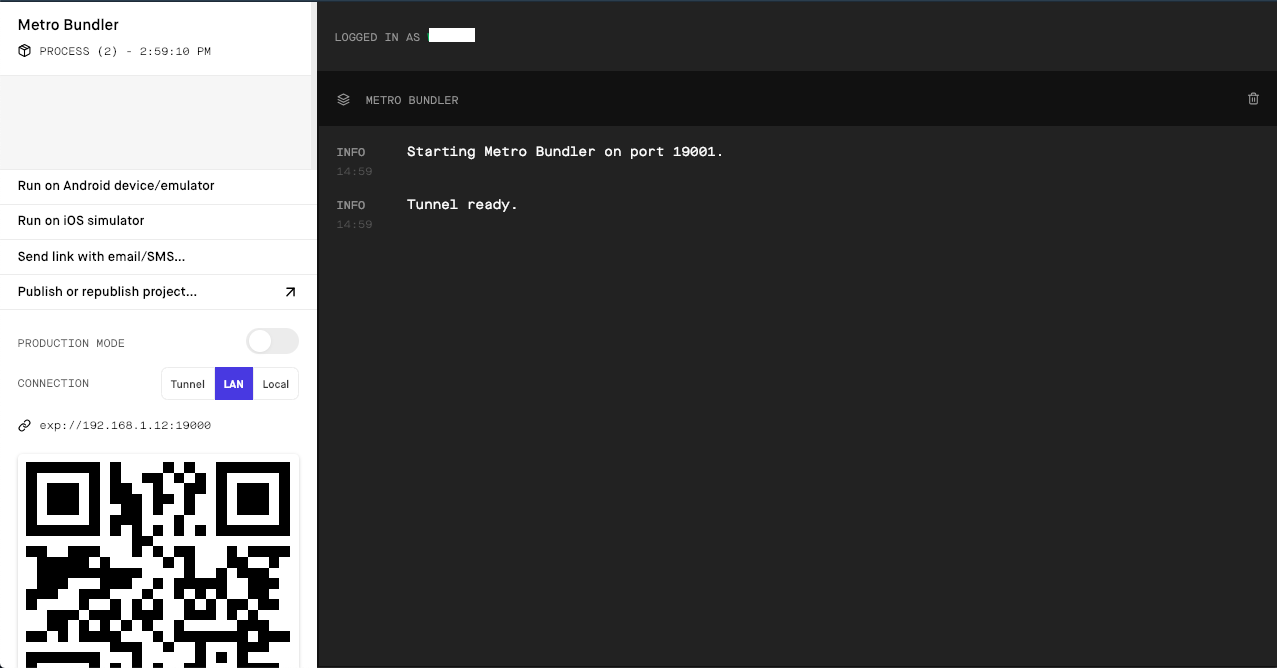 Metro Bundler
PROCESS (2) - 2:59:10 PM
Run on Android device/emulator
Run on iOS simulator
Send link with email/SMS...
Publish or republish project...
PRODUCTION MODE
CONNECTION
Tunnel
LAN
Local
exp://192.168.1.12:19000
LOGGED IN AS
METRO BUNDLER
INFO
Starting Metro Bundler on port 19001.
14:59
INFO
Tunnel ready.
14:59